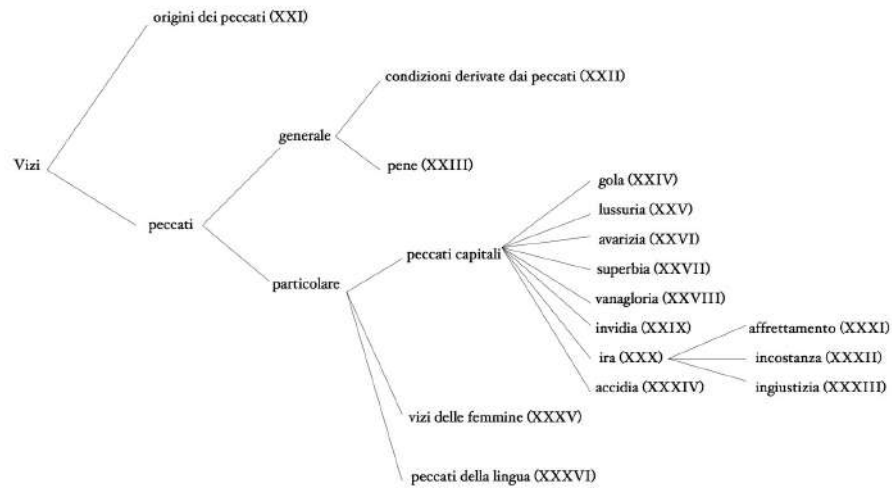 origini dei peccati (XXI)
condizioni derivate dai peccati (XXII)
generale
Vizi
pene (XXIII)
gola (XXIV)
lussuria (XXV)
peccati
avarizia (XXVI)
peccati capitali
superbia (XXVII)
particolare
vanagloria (XXVIII)
invidia (XXIX)
affrettamento (XXXI)
ira (XXX)
incostanza (XXXII)
accidia (XXXIV)
ingiustizia (XXXIII)
vizi delle femmine (XXXV)
peccati della lingua (XXXVI)